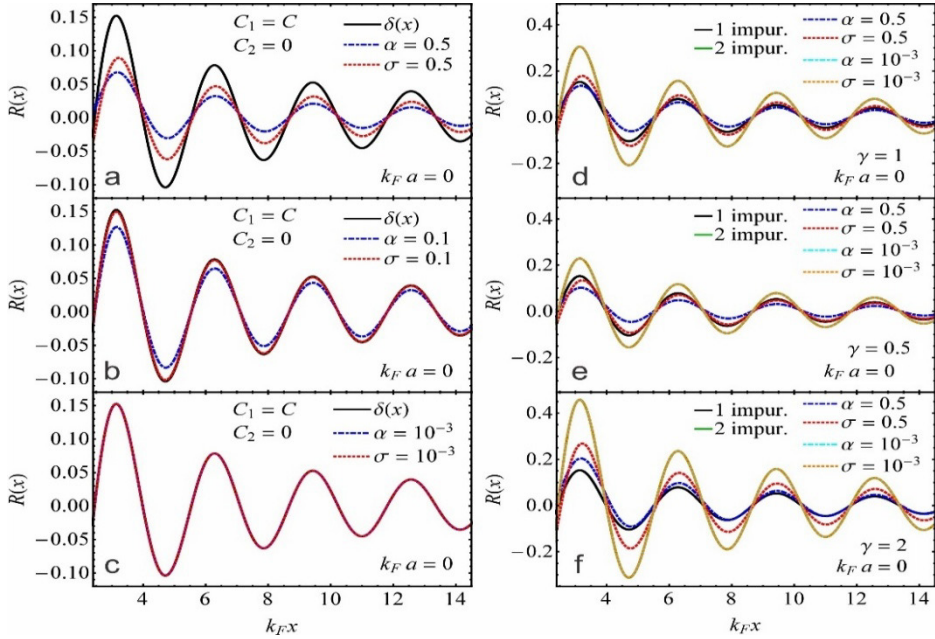 0.15
0.10
0.05
0.00
−0.05
−0.10
R(x)
C₁ = C
C₂ = 0
δ(x)
α = 0.5
σ = 0.5
a
k_F a = 0
0.15
0.10
0.05
0.00
0.05
0.10
R(x)
C₁ = C
C₂ = 0
δ(x)
α = 0.1
σ = 0.1
b
k_F a = 0
0.15
0.10
0.05
0.00
0.05
−0.10
R(x)
C₁ = C
C₂ = 0
δ(x)
α = 10⁻³
σ = 10⁻³
c
k_F a = 0
4 6 8 10 12 14
k_F x
0.4
0.2
0.0
−0.2
R(x)
1 impur.
2 impur.
α = 0.5
σ = 0.5
α = 10⁻³
σ = 10⁻³
d
γ = 1
k_F a = 0
0.4
0.2
0.0
−0.2
R(x)
1 impur.
2 impur.
α = 0.5
σ = 0.5
α = 10⁻³
σ = 10⁻³
e
γ = 0.5
k_F a = 0
0.4
0.2
0.0
−0.2
R(x)
1 impur.
2 impur.
α = 0.5
σ = 0.5
α = 10⁻³
σ = 10⁻³
f
γ = 2
k_F a = 0
4 6 8 10 12 14
k_F x